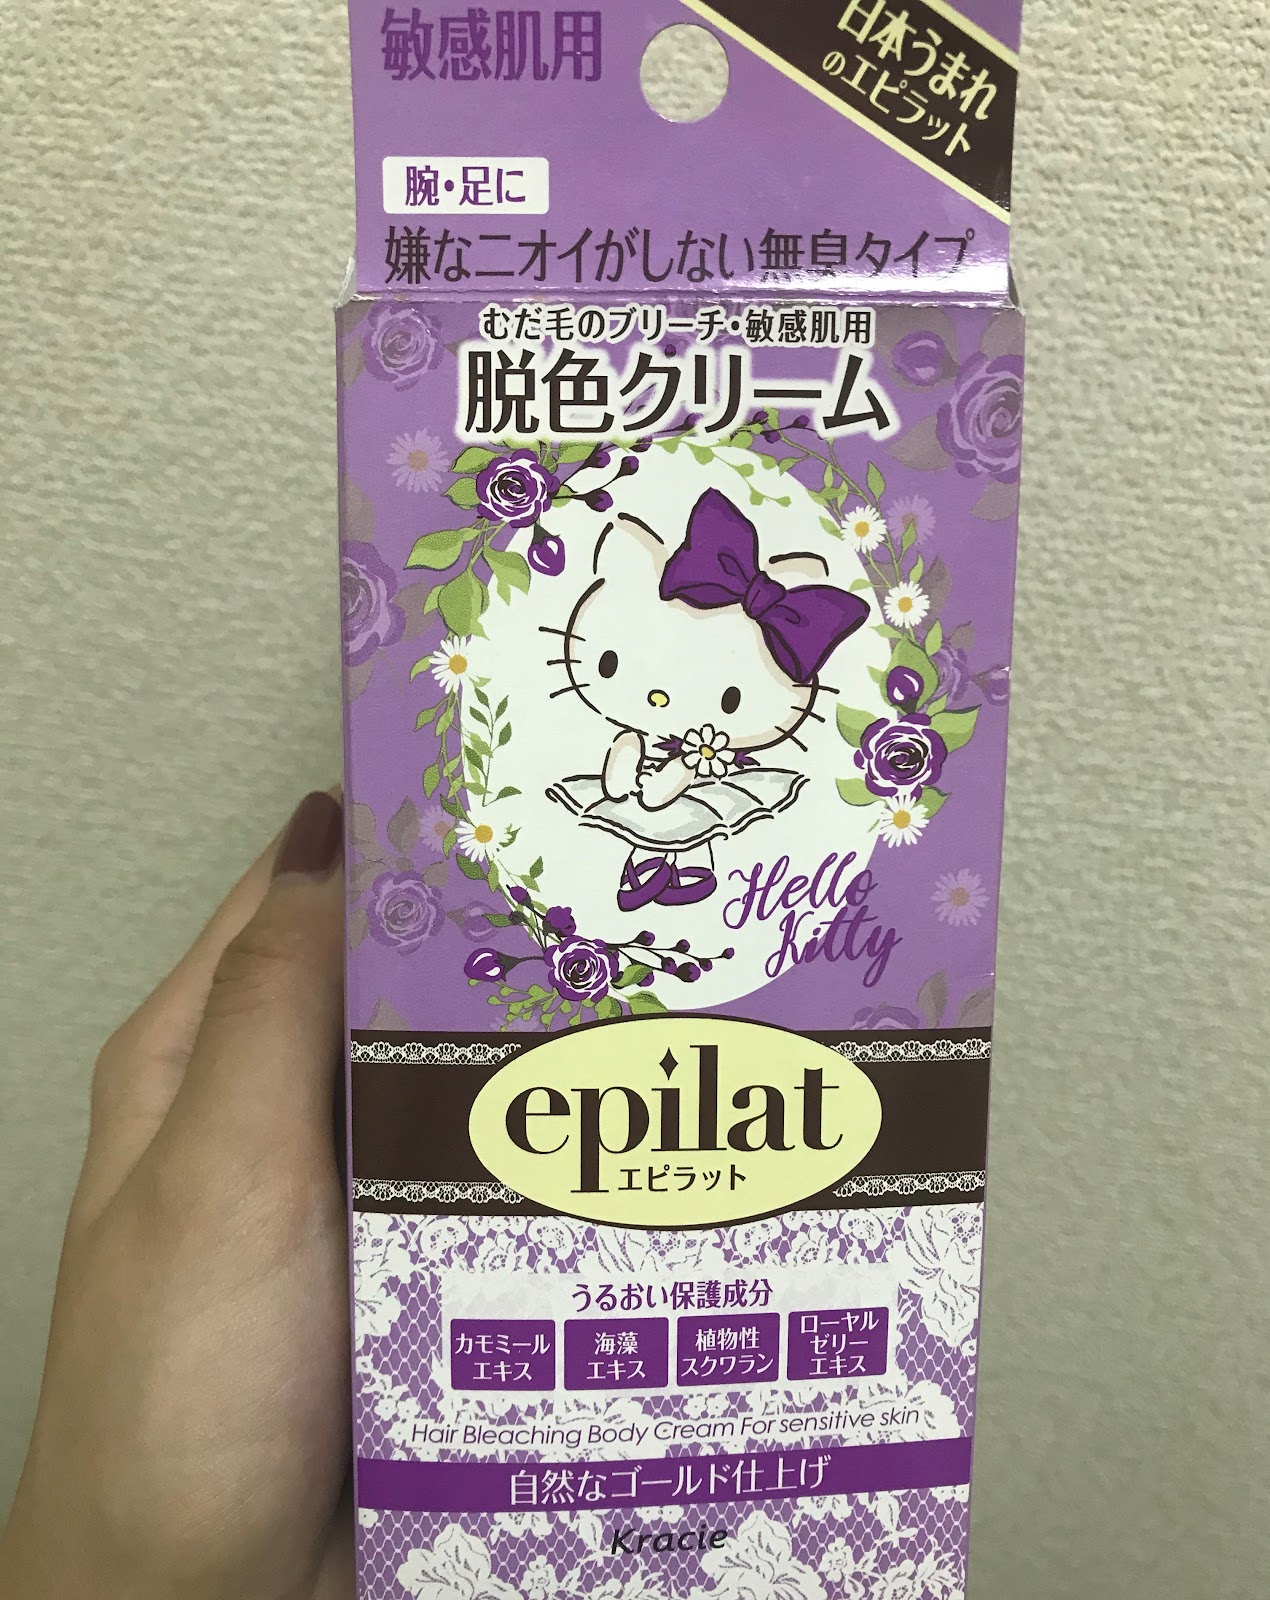 敏感肌用
日本うまれ
のエピラット
腕・足に
嫌なニオイがしない無臭タイプ
むだ毛のブリーチ・敏感肌用
脱色クリーム
Hello
Kitty
epilat
エピラット
うるおい保護成分
カモミール
エキス
海藻
エキス
植物性
スクワラン
ローヤル
ゼリー
エキス
Hair Bleaching Body Cream For sensitive skin
自然なゴールド仕上げ
Kracie